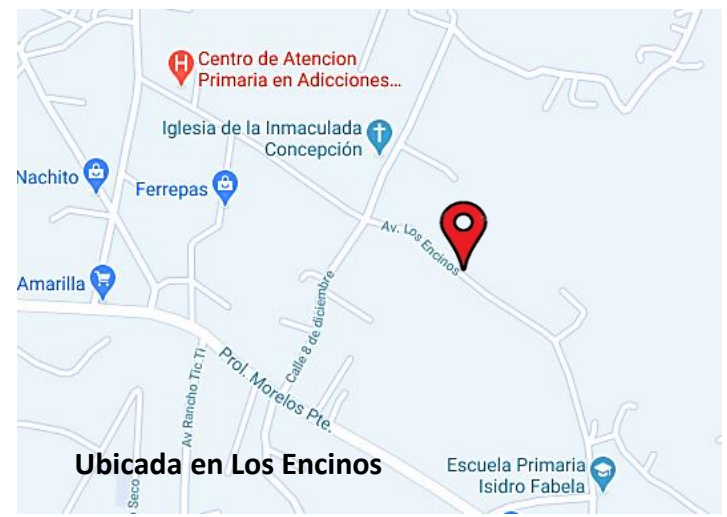 Centro de Atencion
Primaria en Adicciones...
Iglesia de la Inmaculada
Concepción
Nachito
Ferrepas
Av. Los Encinos
Amarilla
Calle 8 de diciembre
Prol. Morelos Pte.
Av Rancho Tic Ti
Ubicada en Los Encinos
Escuela Primaria
Isidro Fabela
o Seco